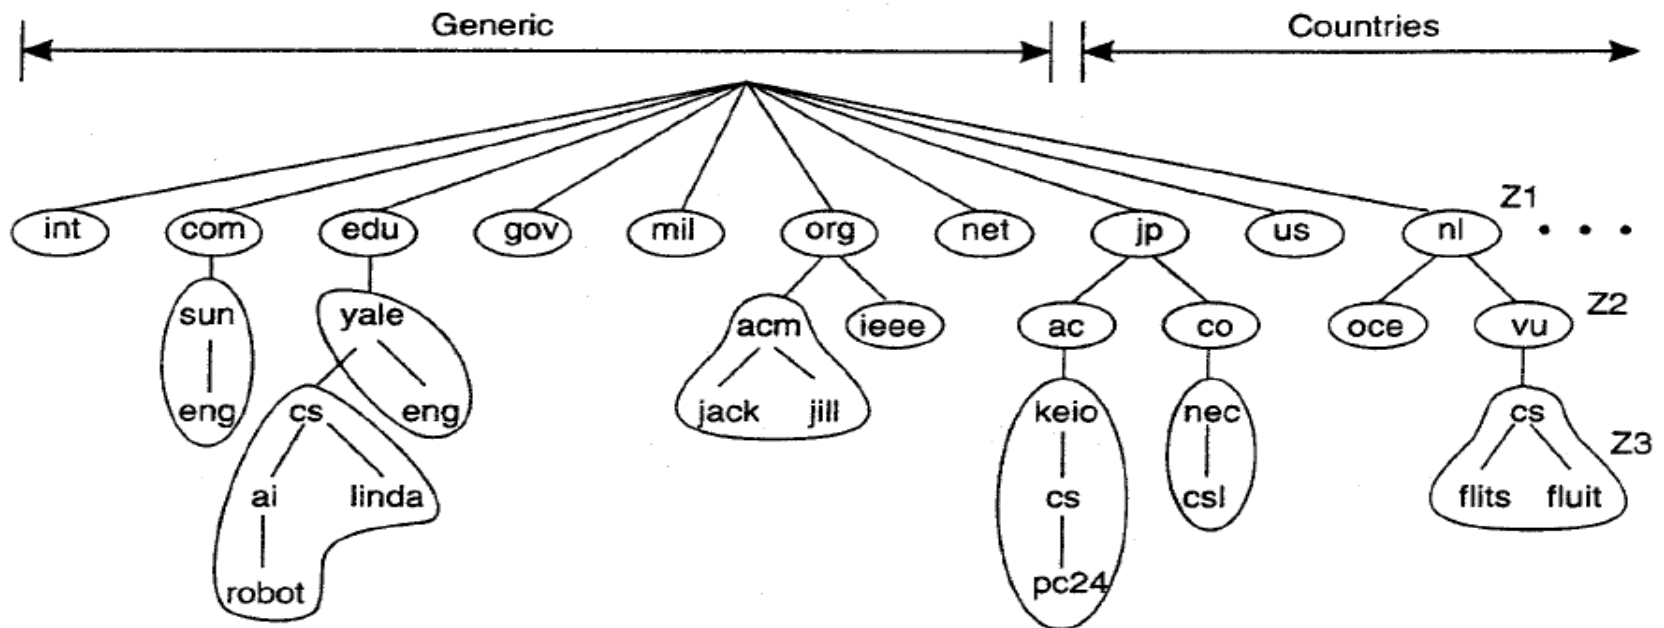 Generic Countries
int com edu gov mil org net jp us nl Z1 . . .
sun yale acm ieee ac co oce vu Z2
eng cs eng jack jill keio nec cs Z3
ai linda cs csl flits fluit
robot pc24